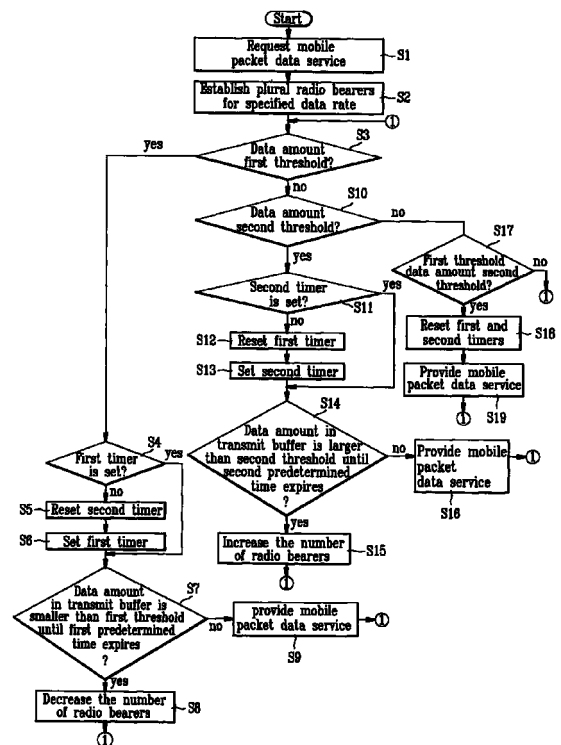 Start
Request mobile
packet data service
S1
Establish plural radio bearers
for specified data rate
S2
①
S3
yes
Data amount
first threshold?
no
S10
Data amount
second threshold?
no
yes
S17
First threshold
data amount second
threshold?
no
①
yes
Second timer
is set?
yes
S11
no
S12
Reset first timer
S13
Set second timer
Reset first and
second timers
S18
Provide mobile
packet data service
S19
①
S14
Data amount in
transmit buffer is larger
than second threshold until
second predetermined
time expires
?
no
Provide mobile
packet
data service
①
S16
yes
Increase the number
of radio bearers
S15
①
S4
First timer
is set?
yes
no
S5
Reset second timer
S6
Set first timer
S7
Data amount
in transmit buffer is
smaller than first threshold
until first predetermined
time expires
?
no
provide mobile
packet data service
①
S9
yes
Decrease the number
of radio bearers
S8
①